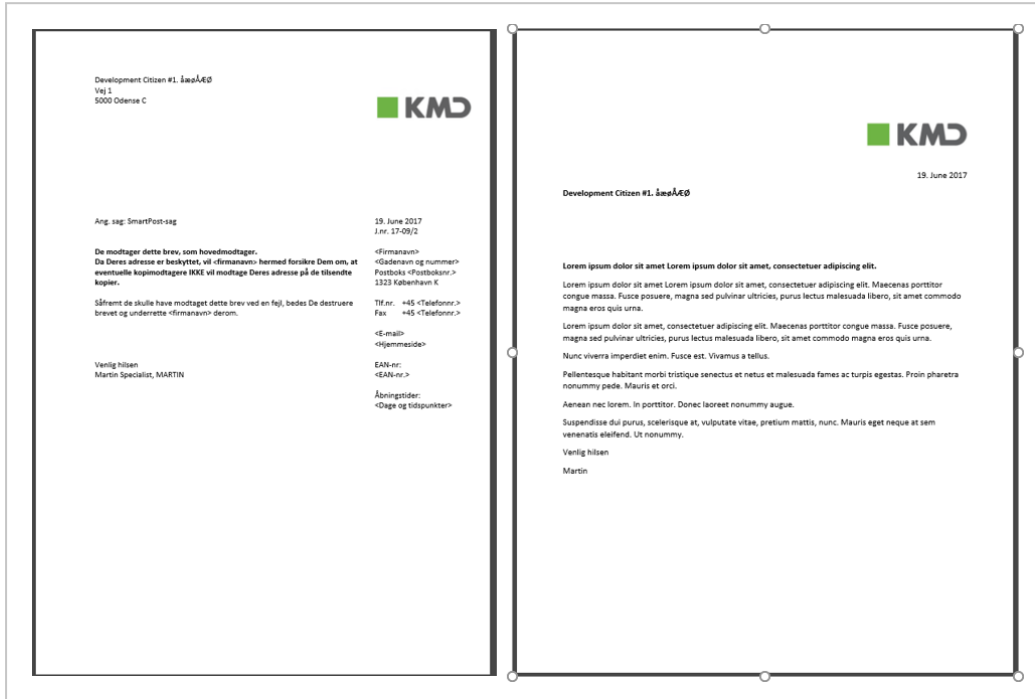 Development Citizen #1. åæøÅÆØ
Vej 1
5000 Odense C
KMD
Ang. sag: SmartPost-sag
19. June 2017
J.nr. 17-09/2
De modtager dette brev, som hovedmodtager.
Da Deres adresse er beskyttet, vil <firmanavn> hermed forsikre Dem om, at
eventuelle kopimodtagere IKKE vil modtage Deres adresse på de tilsendte
kopier.
Såfremt de skulle have modtaget dette brev ved en fejl, bedes De destruere
brevet og underrette <firmanavn> derom.
Venlig hilsen
Martin Specialist, MARTIN
<Firmanavn>
<Gadenavn og nummer>
Postboks <Postboksnr.>
1323 København K
Tlf.nr. +45 <Telefonnr.>
Fax +45 <Telefonnr.>
<E-mail>
<Hjemmeside>
EAN-nr:
<EAN-nr.>
Åbningstider:
<Dage og tidspunkter>
KMD
19. June 2017
Development Citizen #1. åæøÅÆØ
Lorem ipsum dolor sit amet Lorem ipsum dolor sit amet, consectetuer adipiscing elit.
Lorem ipsum dolor sit amet Lorem ipsum dolor sit amet, consectetuer adipiscing elit. Maecenas porttitor
congue massa. Fusce posuere, magna sed pulvinar ultricies, purus lectus malesuada libero, sit amet commodo
magna eros quis urna.
Lorem ipsum dolor sit amet, consectetuer adipiscing elit. Maecenas porttitor congue massa. Fusce posuere,
magna sed pulvinar ultricies, purus lectus malesuada libero, sit amet commodo magna eros quis urna.
Nunc viverra imperdiet enim. Fusce est. Vivamus a tellus.
Pellentesque habitant morbi tristique senectus et netus et malesuada fames ac turpis egestas. Proin pharetra
nonummy pede. Mauris et orci.
Aenean nec lorem. In porttitor. Donec laoreet nonummy augue.
Suspendisse dui purus, scelerisque at, vulputate vitae, pretium mattis, nunc. Mauris eget neque at sem
venenatis eleifend. Ut nonummy.
Venlig hilsen
Martin